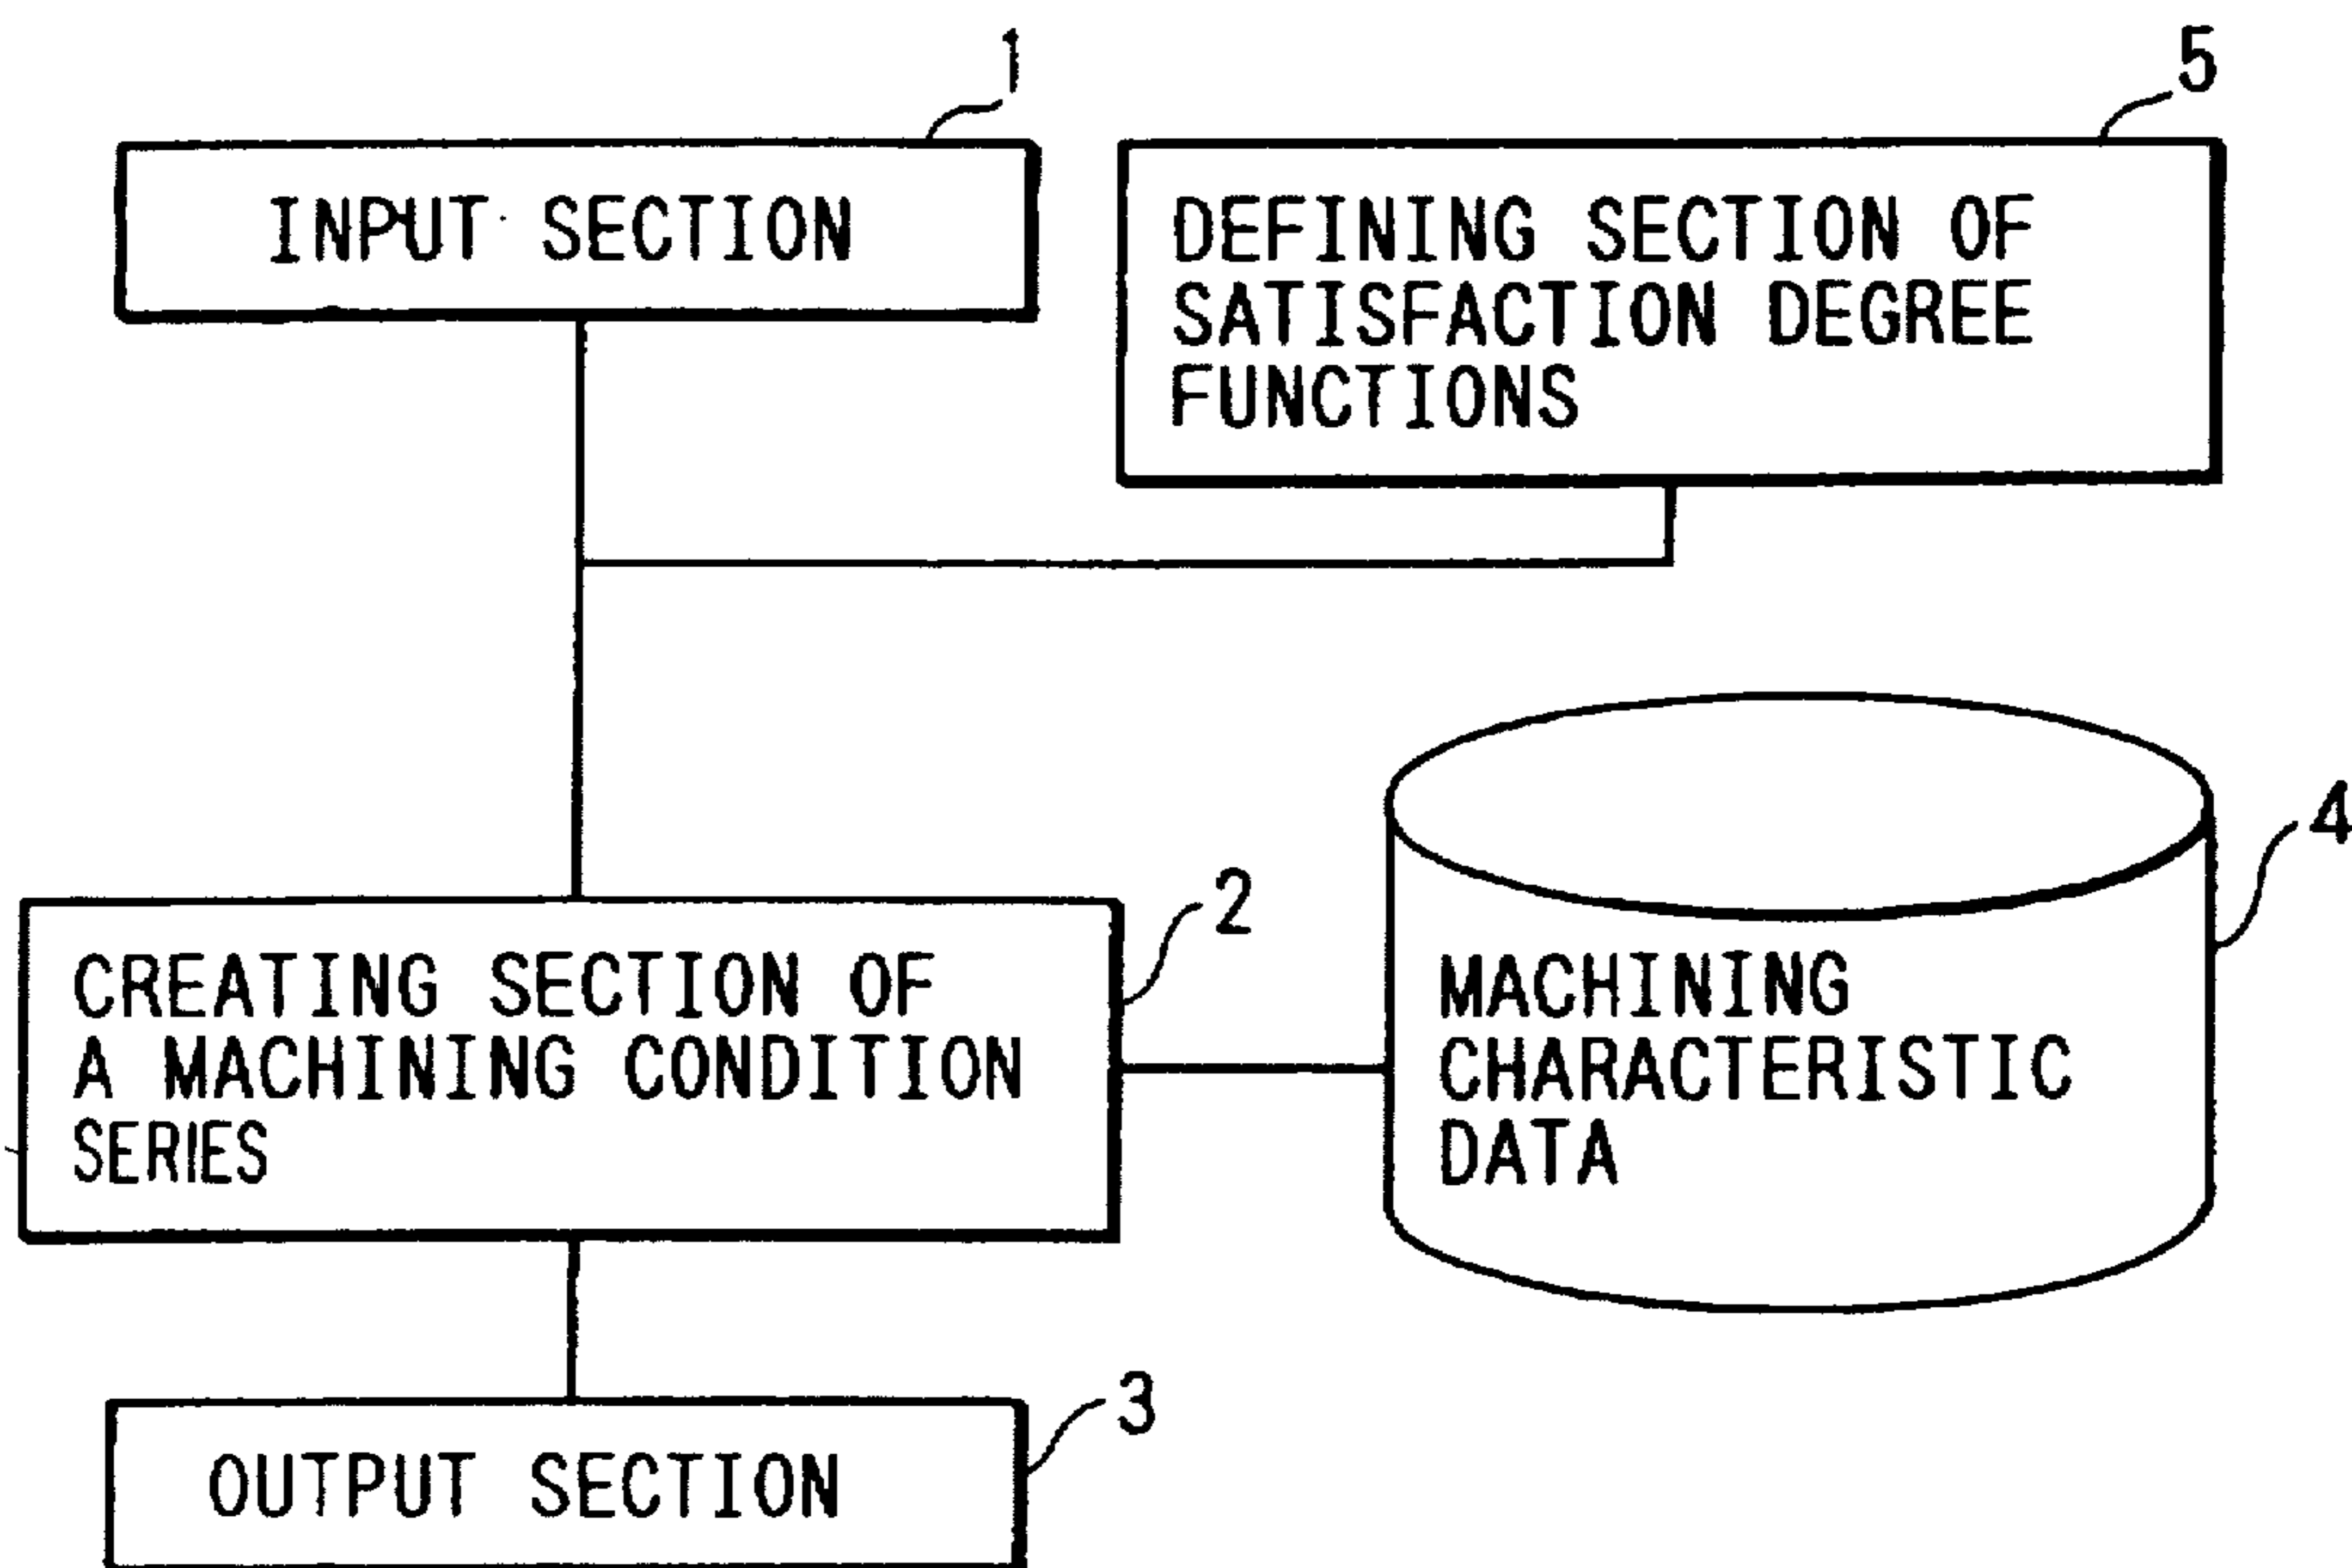 1
5
INPUT SECTION
DEFINING SECTION OF
SATISFACTION DEGREE
FUNCTIONS
4
2
CREATING SECTION OF
A MACHINING CONDITION
SERIES
MACHINING
CHARACTERISTIC
DATA
3
OUTPUT SECTION